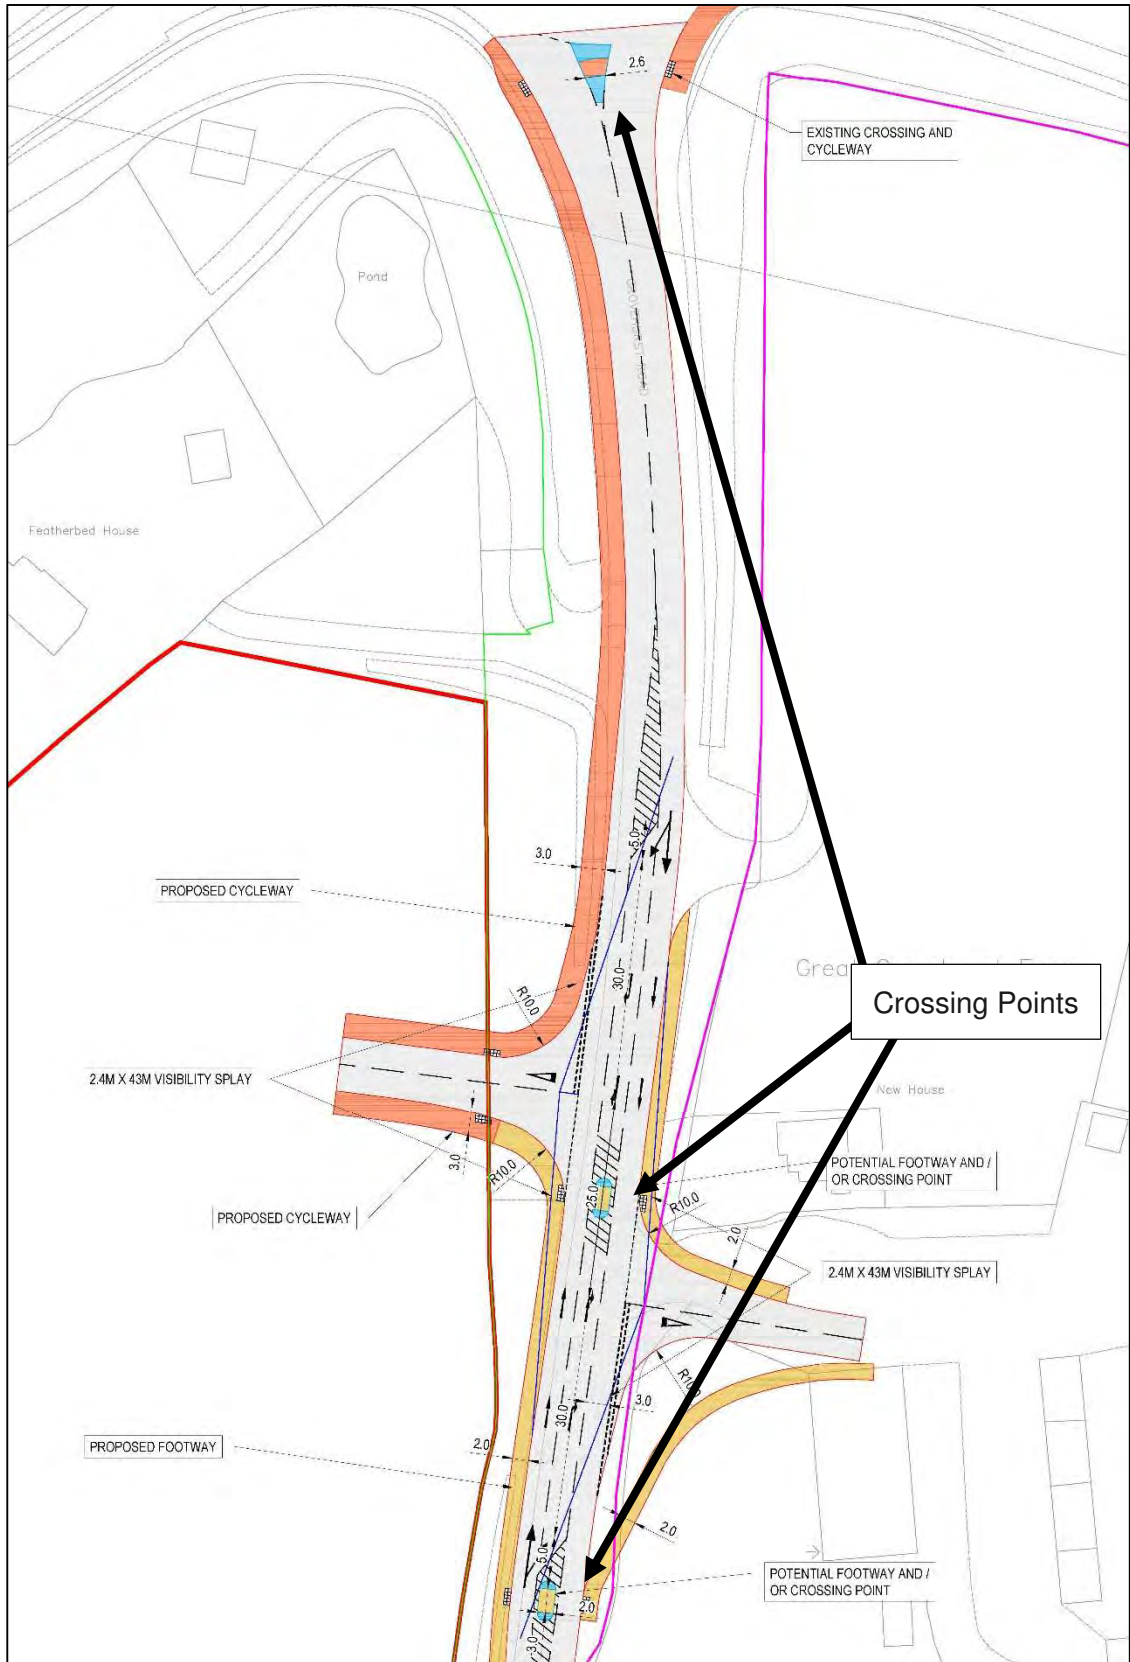 2.6
EXISTING CROSSING AND
CYCLEWAY
Pond
Featherbed House
5.0
3.0
PROPOSED CYCLEWAY
30.0
Crossing Points
R10.0
2.4M X 43M VISIBILITY SPLAY
New House
3.0
R10.0
25.0
POTENTIAL FOOTWAY AND /
OR CROSSING POINT
R10.0
PROPOSED CYCLEWAY
2.0
2.4M X 43M VISIBILITY SPLAY
R10.0
3.0
30.0
PROPOSED FOOTWAY
2.0
2.0
5.0
POTENTIAL FOOTWAY AND /
OR CROSSING POINT
2.0
3.0